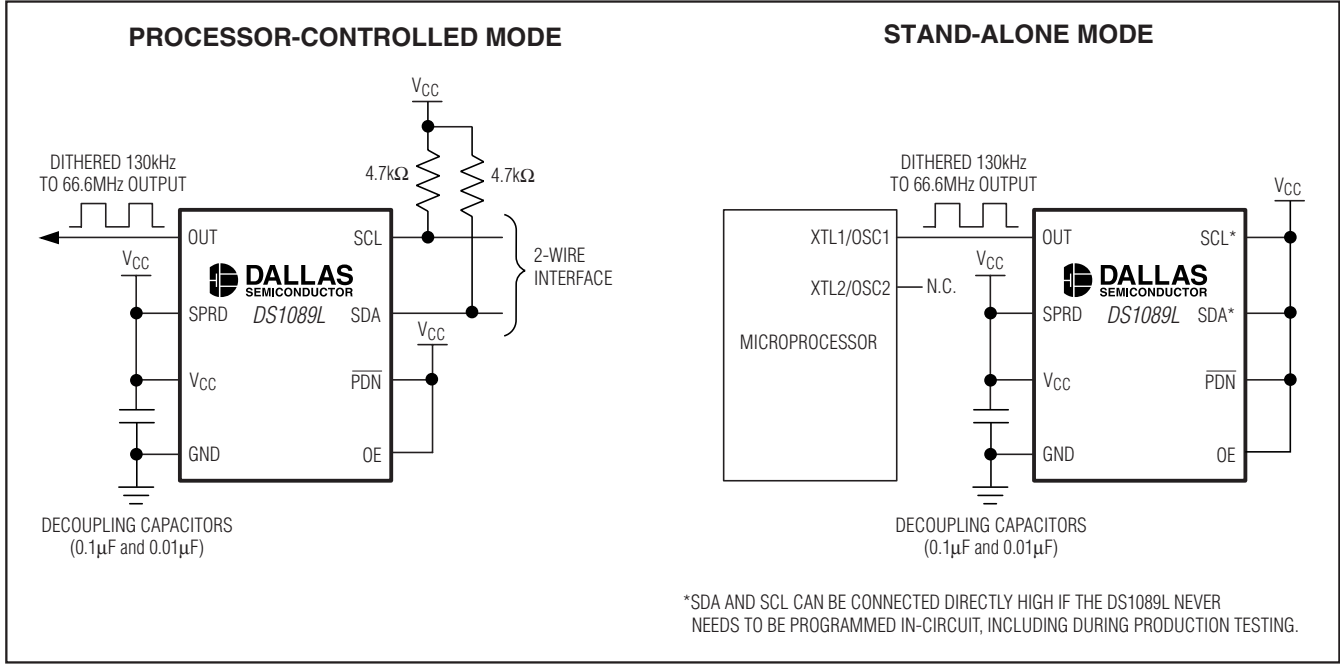 PROCESSOR-CONTROLLED MODE
VCC
4.7kΩ
4.7kΩ
DITHERED 130kHz
TO 66.6MHz OUTPUT
OUT
SCL
VCC
DALLAS
SEMICONDUCTOR
2-WIRE
INTERFACE
SPRD
DS1089L
SDA
VCC
VCC
PDN
GND
OE
DECOUPLING CAPACITORS
(0.1µF and 0.01µF)
STAND-ALONE MODE
DITHERED 130kHz
TO 66.6MHz OUTPUT
VCC
XTL1/OSC1
OUT
SCL*
VCC
DALLAS
SEMICONDUCTOR
XTL2/OSC2
N.C.
SPRD
DS1089L
SDA*
MICROPROCESSOR
VCC
PDN
GND
OE
DECOUPLING CAPACITORS
(0.1µF and 0.01µF)
*SDA AND SCL CAN BE CONNECTED DIRECTLY HIGH IF THE DS1089L NEVER
NEEDS TO BE PROGRAMMED IN-CIRCUIT, INCLUDING DURING PRODUCTION TESTING.